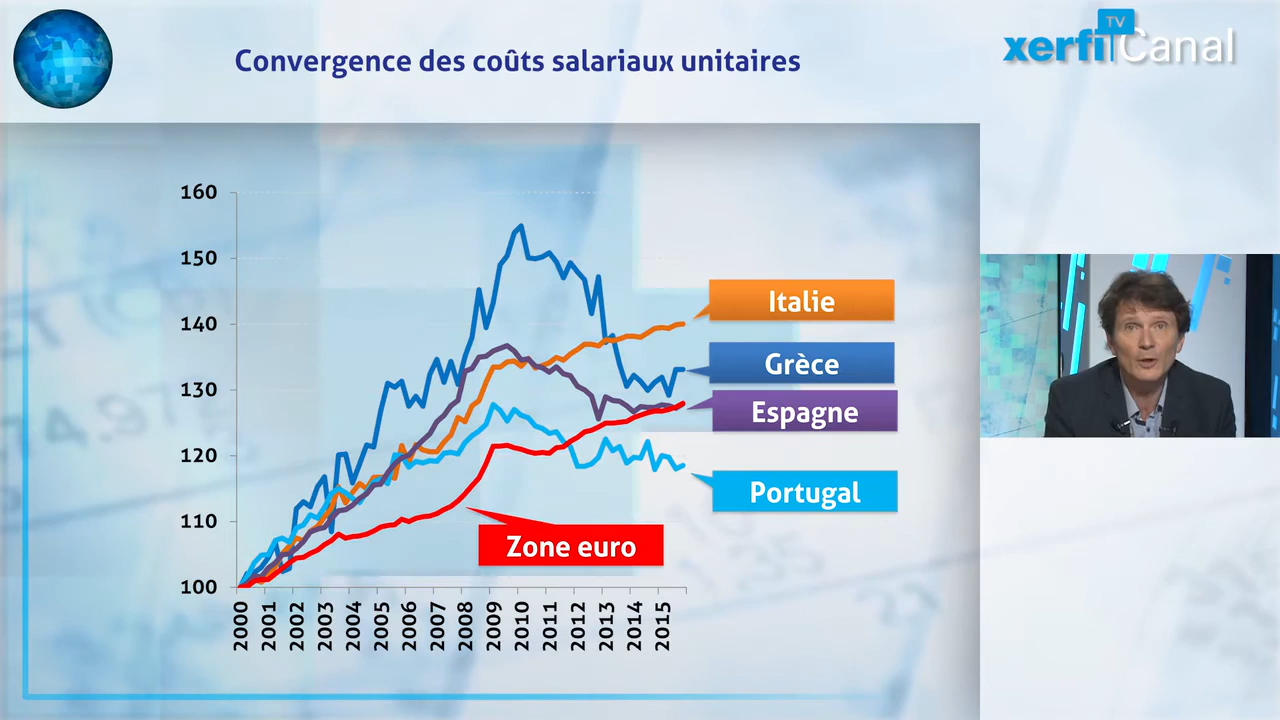 Convergence des coûts salariaux unitaires
xerfi TV Canal
160
150
140
130
120
110
100
Italie
Grèce
Espagne
Portugal
Zone euro
2000 2001 2002 2003 2004 2005 2006 2007 2008 2009 2010 2011 2012 2013 2014 2015